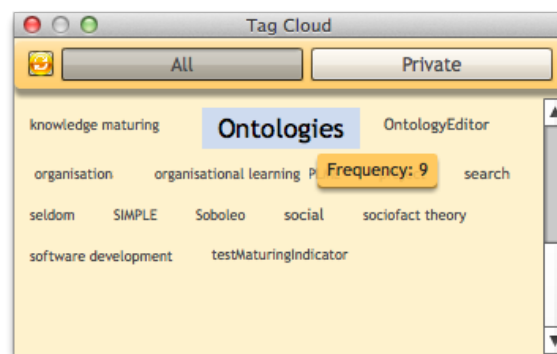 Tag Cloud
All Private
knowledge maturing Ontologies OntologyEditor
organisation organisational learning Frequency: 9 search
seldom SIMPLE Soboleo social sociofact theory
software development testMaturingIndicator